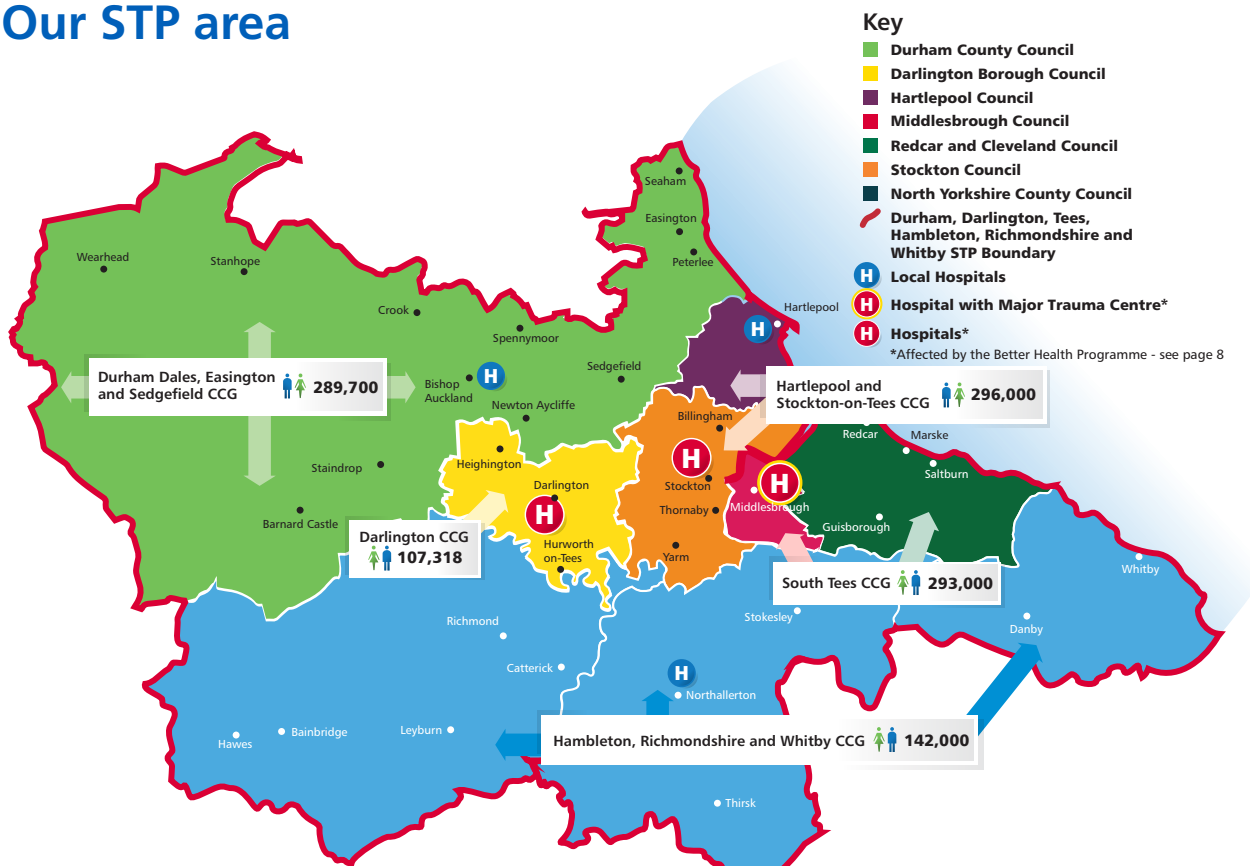 Our STP area
Key
Durham County Council
Darlington Borough Council
Hartlepool Council
Middlesbrough Council
Redcar and Cleveland Council
Stockton Council
North Yorkshire County Council
Durham, Darlington, Tees,
Hambleton, Richmondshire and
Whitby STP Boundary
H Local Hospitals
H Hospital with Major Trauma Centre*
H Hospitals*
*Affected by the Better Health Programme - see page 8
Seaham
Easington
Peterlee
Wearhead
Stanhope
Crook
Spennymoor
Hartlepool
H
Sedgefield
Bishop
Auckland
H
Newton Aycliffe
Durham Dales, Easington
and Sedgefield CCG
289,700
Hartlepool and
Stockton-on-Tees CCG
296,000
Billingham
Redcar
Marske
Saltburn
Staindrop
Heighington
H
Stockton
H
Middlesbrough
Darlington
H
Thornaby
Guisborough
Barnard Castle
Darlington CCG
107,318
Hurworth
on-Tees
Yarm
South Tees CCG
293,000
Whitby
Stokesley
Danby
Richmond
Catterick
H
Northallerton
Hawes
Bainbridge
Leyburn
Hambleton, Richmondshire and Whitby CCG
142,000
Thirsk